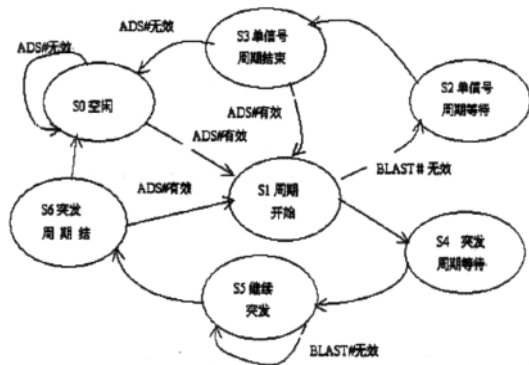 ADS#无效
S3 单信号
周期结束
ADS#无效
S0 空闲
S2 单信号
周期等待
ADS#有效
ADS#有效
BLAST# 无效
ADS#有效
S1 周期
开始
S6 突发
周 期 结
S4 突发
周期等待
S5 继续
突发
BLAST#无效